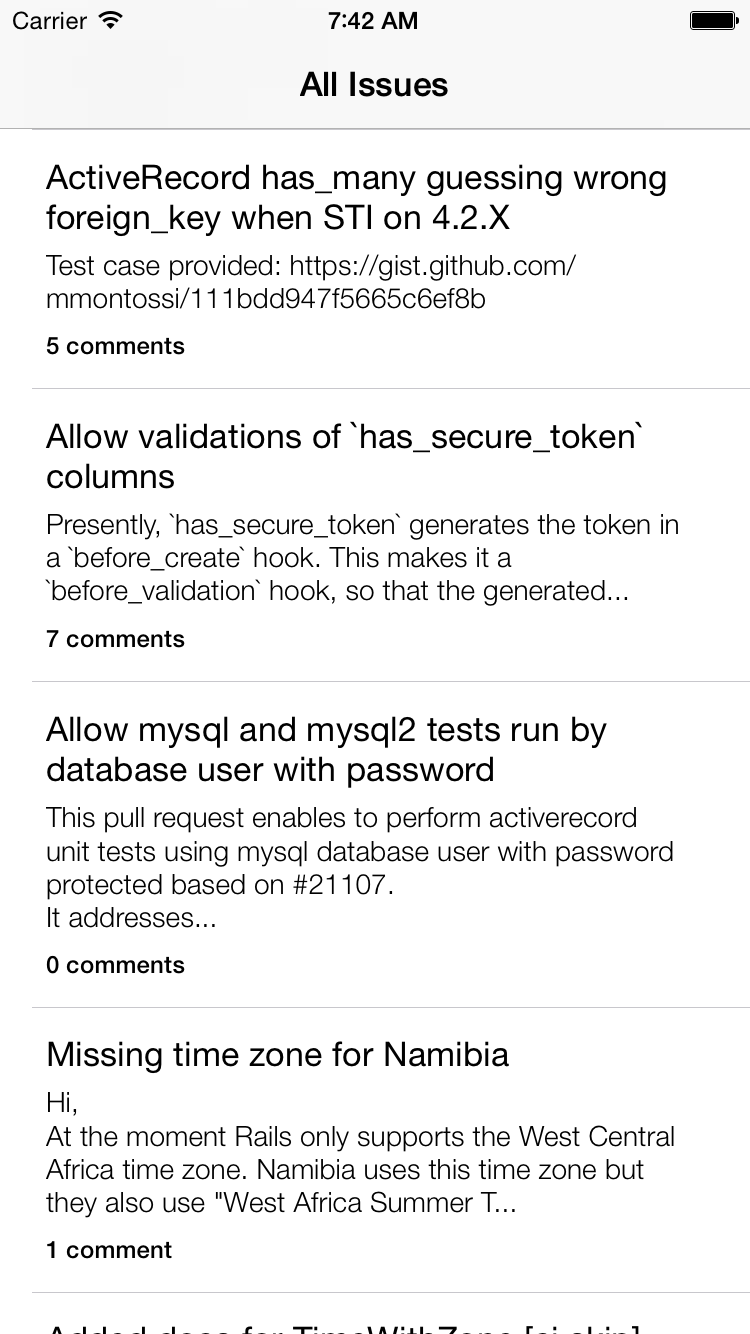 Carrier 7:42 AM
All Issues
ActiveRecord has_many guessing wrong
foreign_key when STI on 4.2.X
Test case provided: https://gist.github.com/
mmontossi/111bdd947f5665c6ef8b
5 comments
Allow validations of `has_secure_token`
columns
Presently, `has_secure_token` generates the token in
a `before_create` hook. This makes it a
`before_validation` hook, so that the generated...
7 comments
Allow mysql and mysql2 tests run by
database user with password
This pull request enables to perform activerecord
unit tests using mysql database user with password
protected based on #21107.
It addresses...
0 comments
Missing time zone for Namibia
Hi,
At the moment Rails only supports the West Central
Africa time zone. Namibia uses this time zone but
they also use "West Africa Summer T...
1 comment
Added docs for TimeWithZone [ci skip]